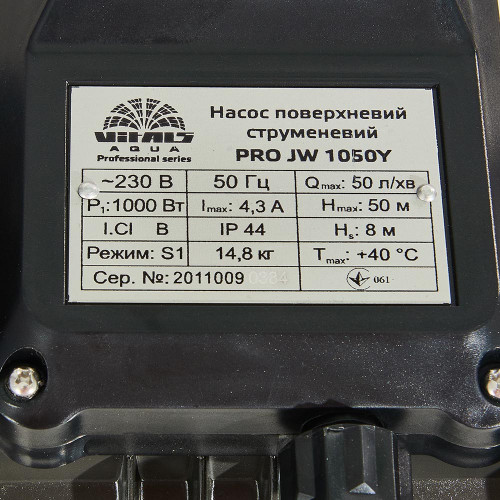 Vitals
AQUA
Professional series
Насос поверхневий
струменевий
PRO JW 1050Y
~230 В 50 Гц Qmax: 50 л/хв
P₁:1000 Вт Imax: 4,3 А Hmax: 50 м
I.Cl B IP 44 Hs: 8 м
Режим: S1 14,8 кг Tmax: +40 °C
Сер. №: 2011009 061